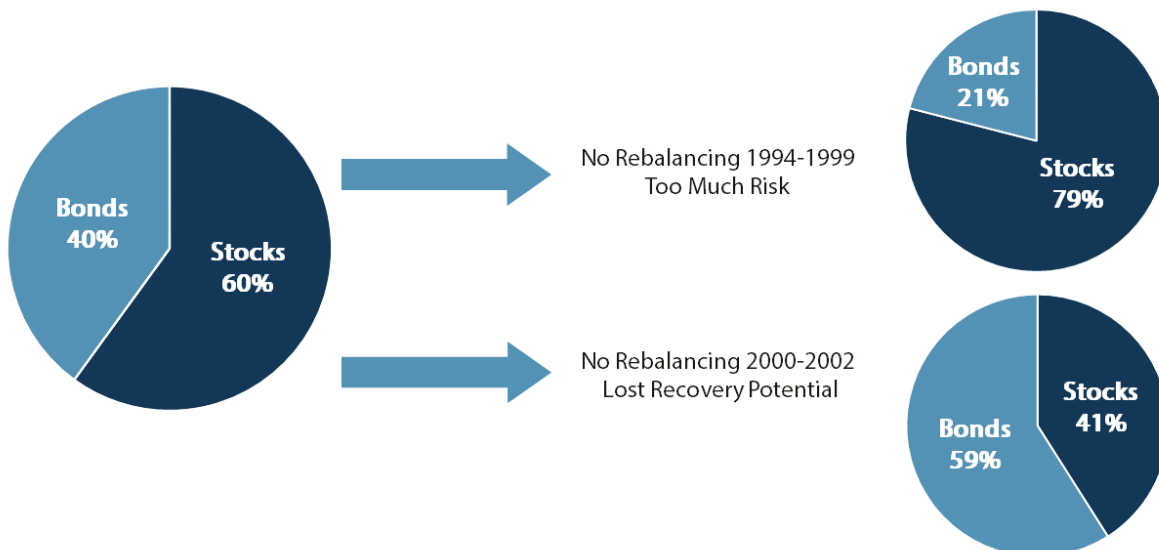 Bonds
40%
Stocks
60%
No Rebalancing 1994-1999
Too Much Risk
Bonds
21%
Stocks
79%
No Rebalancing 2000-2002
Lost Recovery Potential
Stocks
41%
Bonds
59%